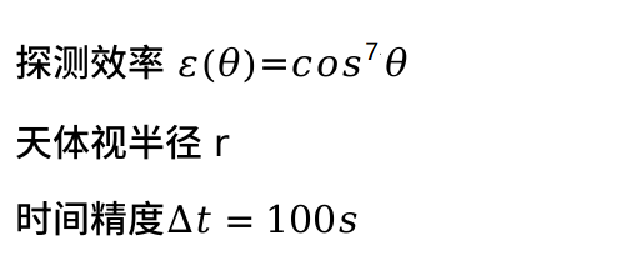 探测效率 ε(θ)=cos⁷θ
天体视半径 r
时间精度Δt = 100s